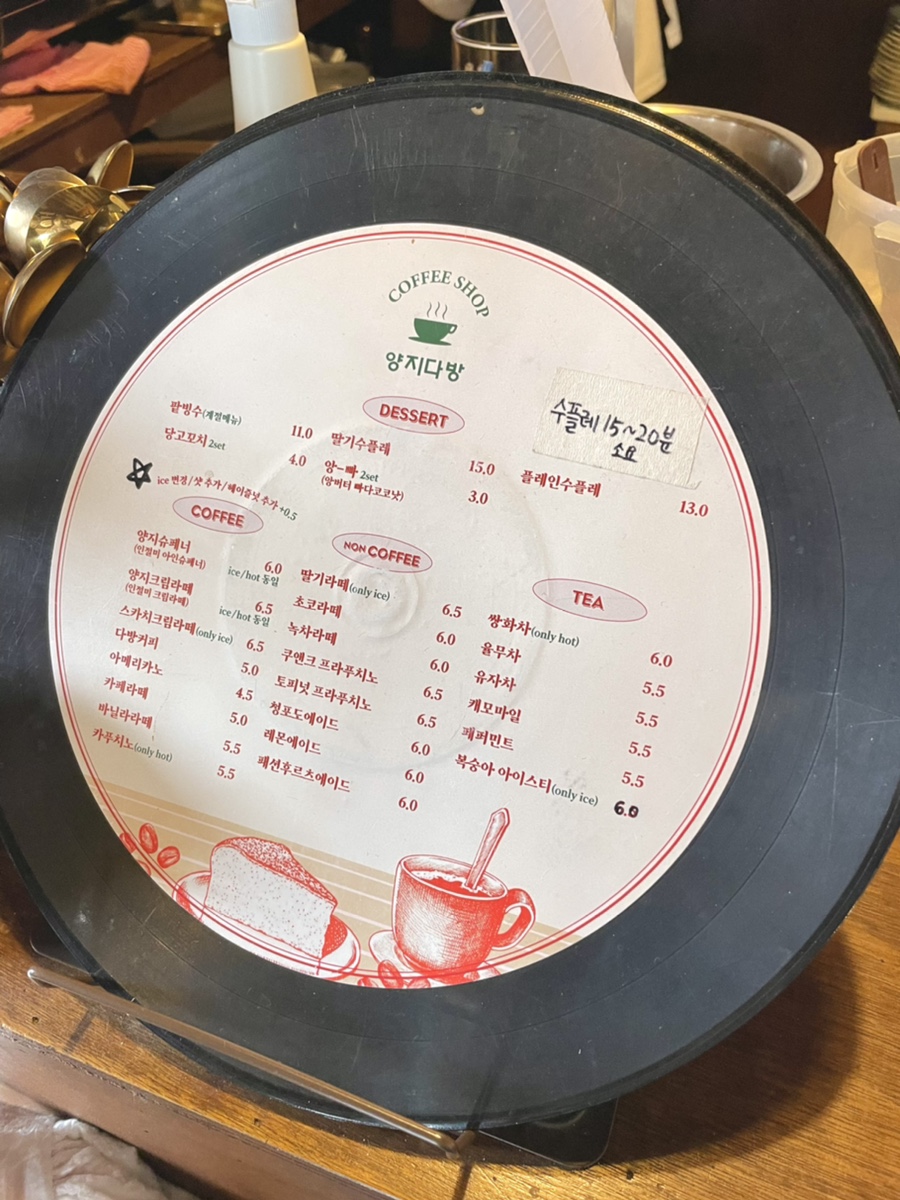 COFFEE SHOP
양지다방
DESSERT
수플레 15~20분
소요
팥빙수(계절메뉴) 11.0
당고꼬치 2set 4.0
딸기수플레 15.0
앙-빠 2set 3.0
(앙버터 빠다코코낫)
플레인수플레 13.0
ice 변경/샷 추가/헤이즐넛 추가 +0.5
COFFEE
양지슈페너 6.0
(인절미 아인슈페너) ice/hot 동일
양지크림라떼 6.5
(인절미 크림라떼) ice/hot 동일
스카치크림라떼(only ice) 6.5
다방커피 5.0
아메리카노 4.5
카페라떼 5.0
바닐라라떼 5.5
카푸치노(only hot) 5.5
NON COFFEE
딸기라떼(only ice) 6.5
초코라떼 6.0
녹차라떼 6.0
쿠앤크 프라푸치노 6.5
토피넛 프라푸치노 6.5
청포도에이드 6.0
레몬에이드 6.0
패션후르츠에이드 6.0
TEA
쌍화차(only hot) 6.0
율무차 5.5
유자차 5.5
캐모마일 5.5
페퍼민트 5.5
복숭아 아이스티(only ice) 6.0